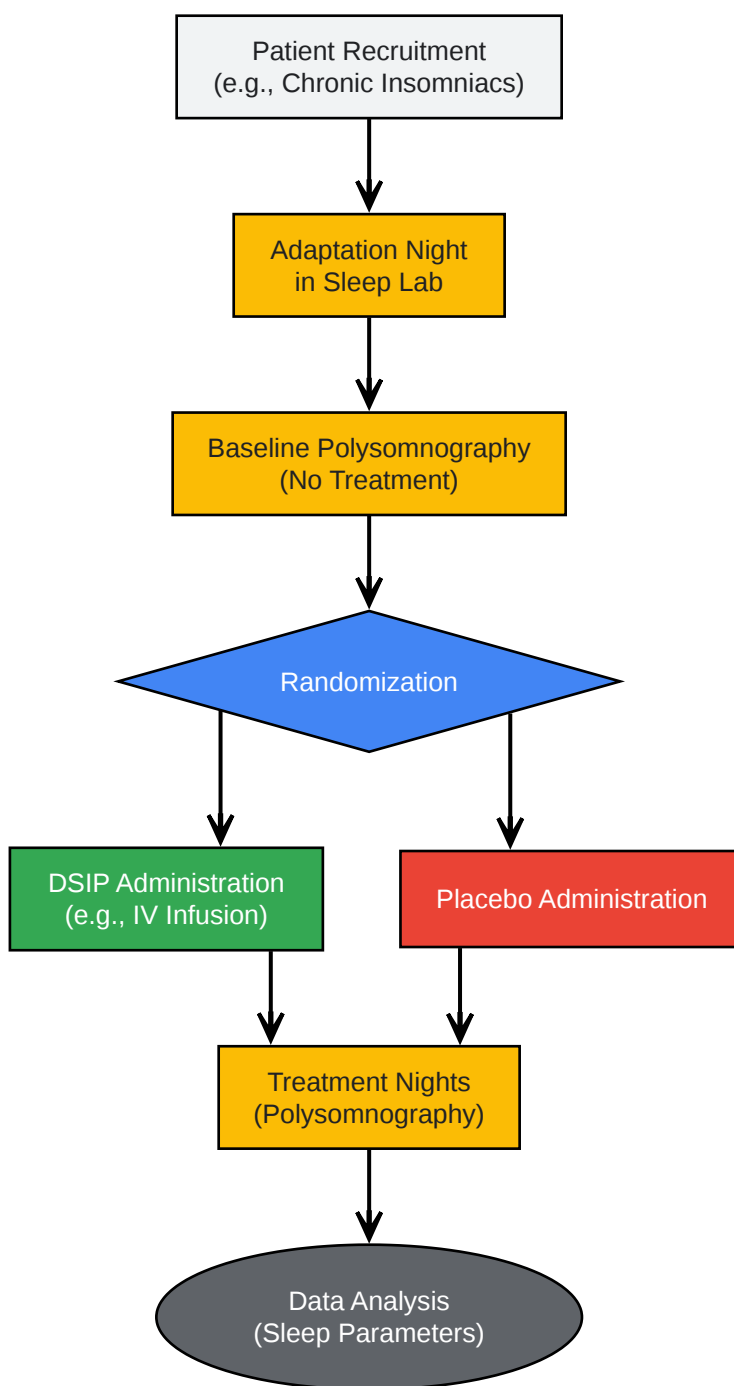 Patient Recruitment
(e.g., Chronic Insomniacs)
Adaptation Night
in Sleep Lab
Baseline Polysomnography
(No Treatment)
Randomization
DSIP Administration
(e.g., IV Infusion)
Placebo Administration
Treatment Nights
(Polysomnography)
Data Analysis
(Sleep Parameters)